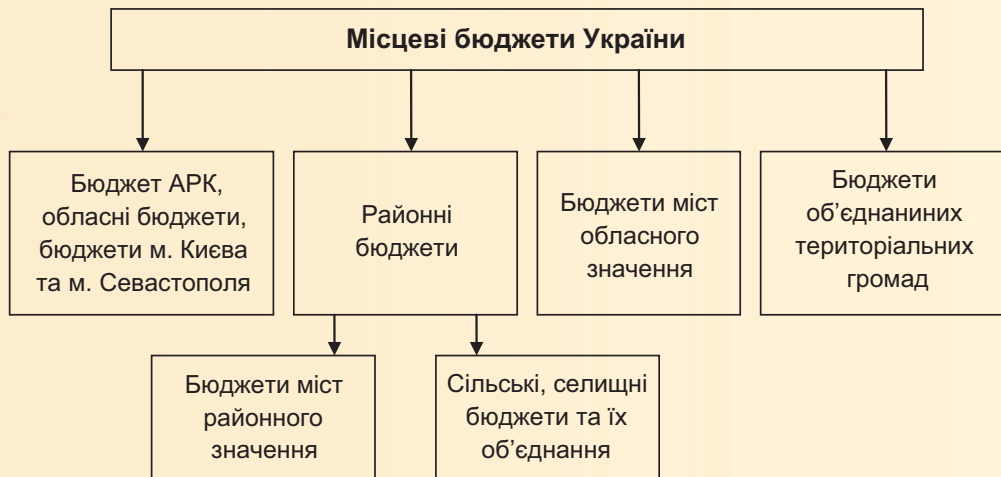 Місцеві бюджети України
Бюджет АРК,
обласні бюджети,
бюджети м. Києва
та м. Севастополя
Районні
бюджети
Бюджети міст
обласного
значення
Бюджети
об’єднаниних
територіальних
громад
Бюджети міст
районного
значення
Сільські, селищні
бюджети та їх
об’єднання